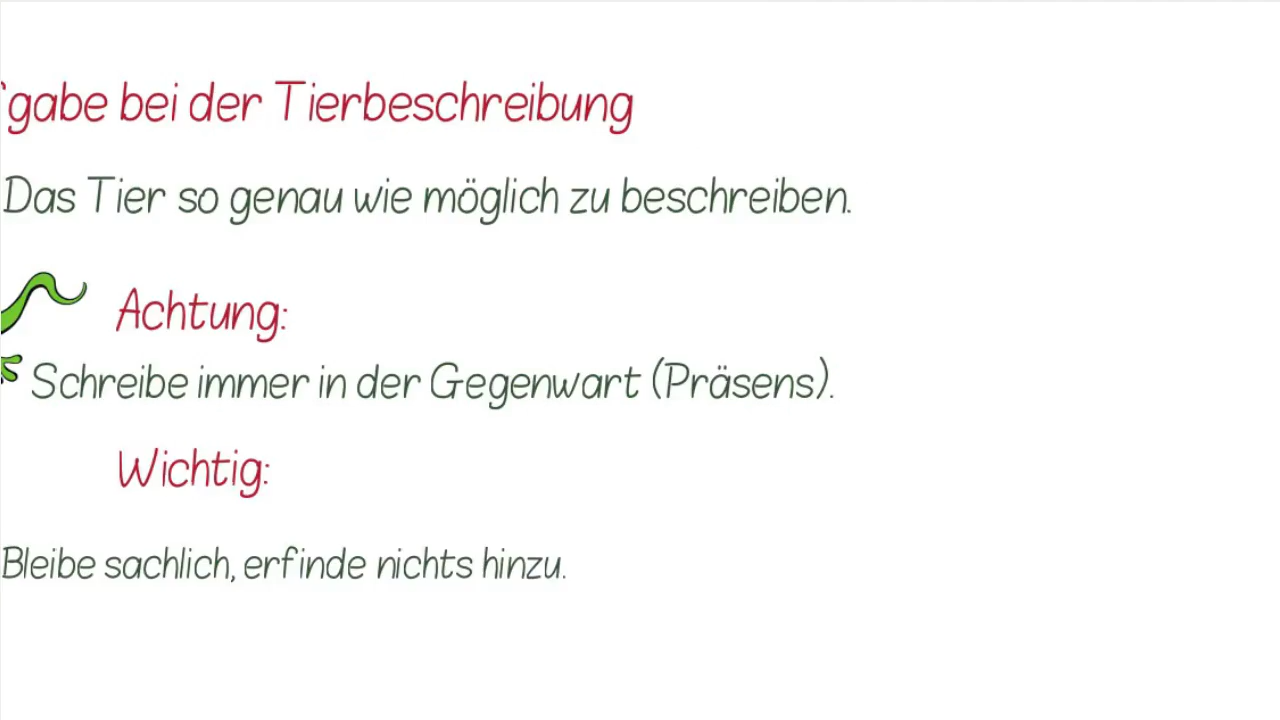 gabe bei der Tierbeschreibung
Das Tier so genau wie möglich zu beschreiben.
Achtung:
Schreibe immer in der Gegenwart (Präsens).
Wichtig:
Bleibe sachlich, erfinde nichts hinzu.